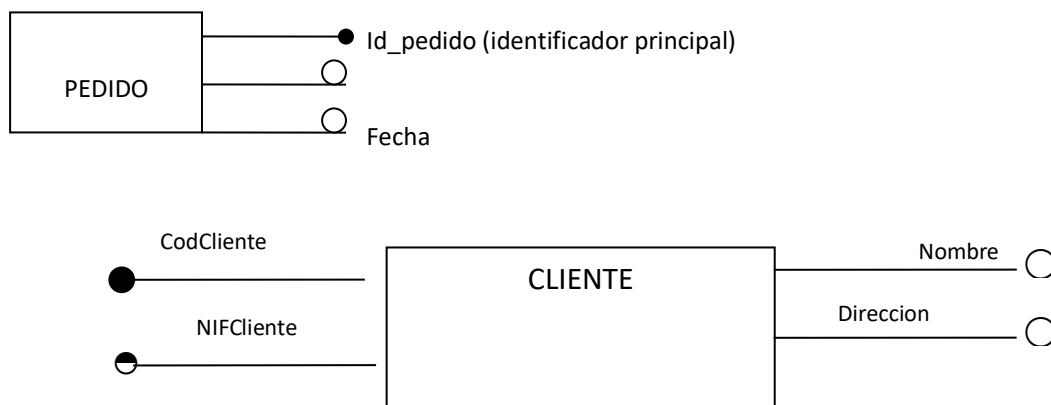 Id_pedido (identificador principal)
PEDIDO
Fecha
CodCliente
Nombre
CLIENTE
Direccion
NIFCliente